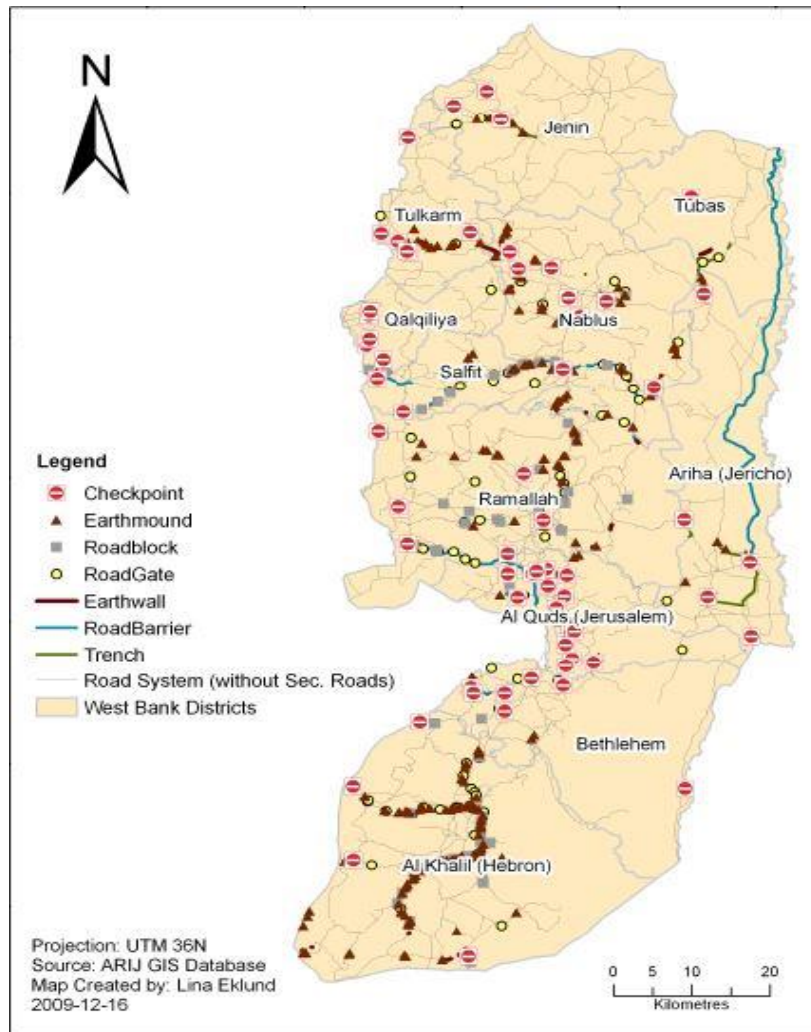 N
Jenin
Tubas
Tulkarm
Qalqiliya
Nablus
Salfit
Ariha (Jericho)
Ramallah
Al Quds (Jerusalem)
Bethlehem
Al Khalil (Hebron)
Legend
Checkpoint
Earthmound
Roadblock
RoadGate
Earthwall
RoadBarrier
Trench
Road System (without Sec. Roads)
West Bank Districts
Projection: UTM 36N
Source: ARIJ GIS Database
Map Created by: Lina Eklund
2009-12-16
0 5 10 20
Kilometres